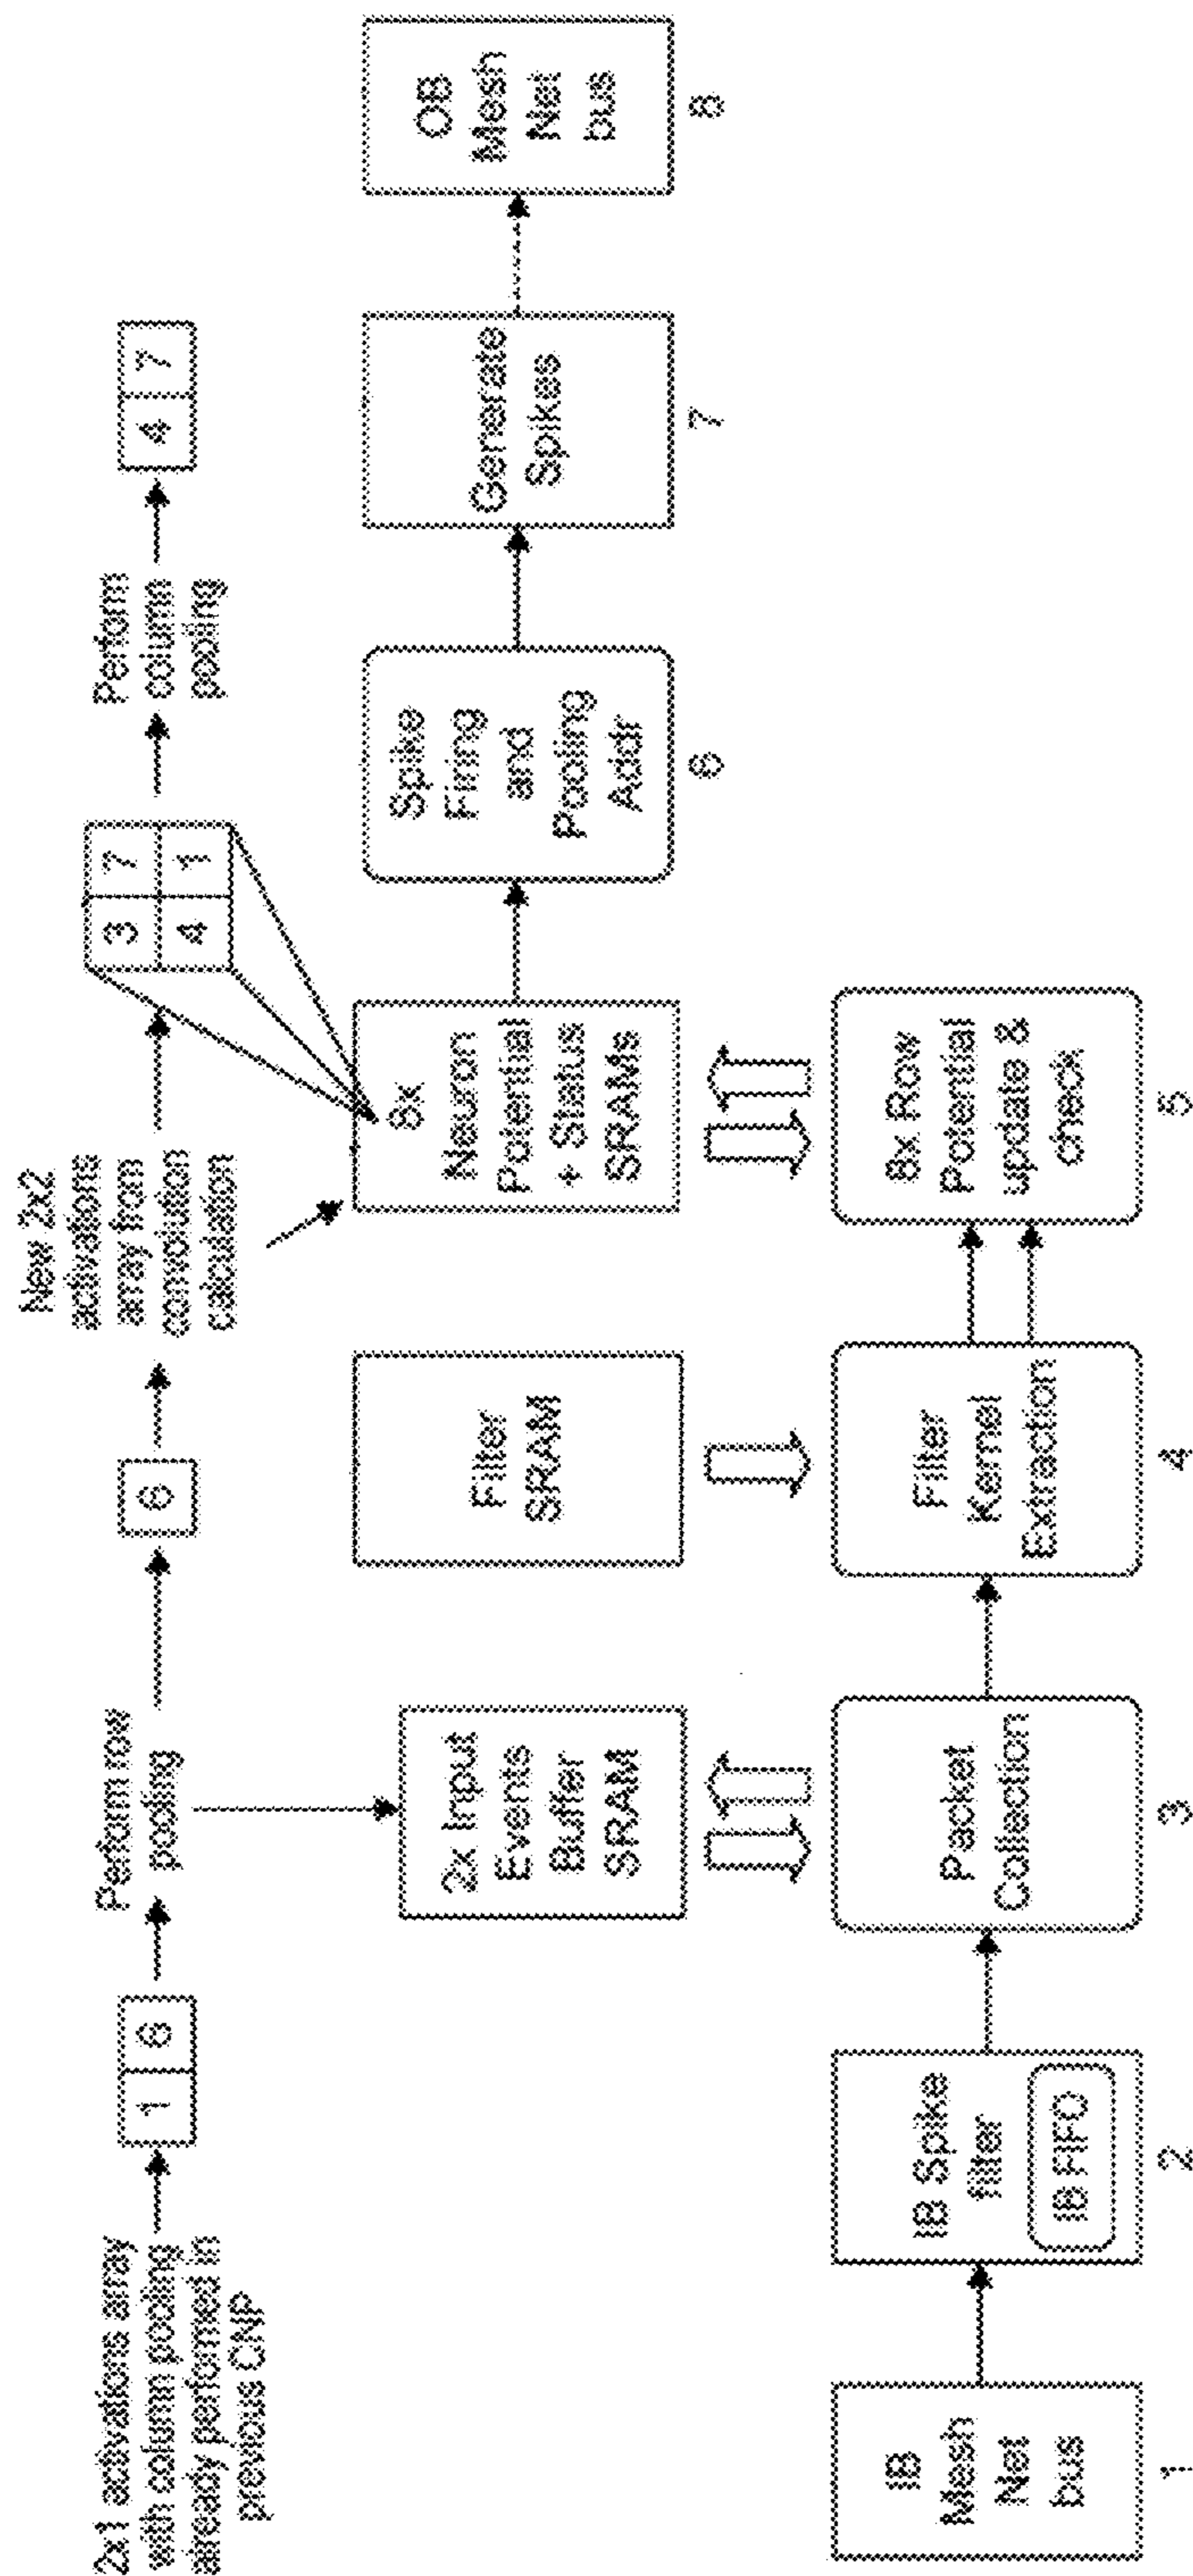 2x1 activations array
with column pooling
already performed in
previous CNP
1 8
Perform row
pooling
6
New 2x2
activations
array from
convolution
calculation
3 7
4 1
Perform
column
pooling
4 7
2x Input
Events
Buffer
SRAM
Filter
SRAM
8x
Neuron
Potential
+ Status
SRAMs
Spike
Firing
and
Pooling
Addr
6
Generate
Spikes
7
OB
Mesh
Net
bus
8
IB
Mesh
Net
bus
1
IB Spike
filter
IB FIFO
2
Packet
Collection
3
Filter
Kernel
Extraction
4
8x Row
Potential
update &
check
5